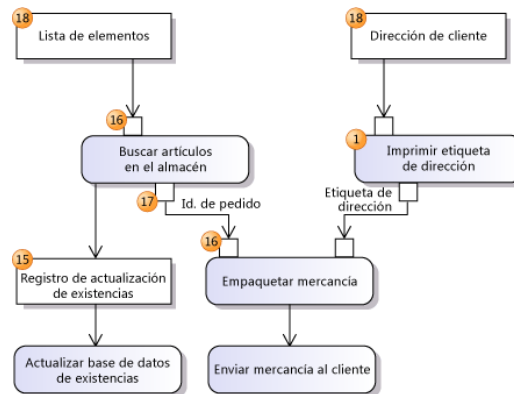 18
Lista de elementos
18
Dirección de cliente
16
Buscar artículos
en el almacén
1
Imprimir etiqueta
de dirección
17
Id. de pedido
Etiqueta de
dirección
15
Registro de actualización
de existencias
16
Empaquetar mercancía
Actualizar base de datos
de existencias
Enviar mercancía al cliente